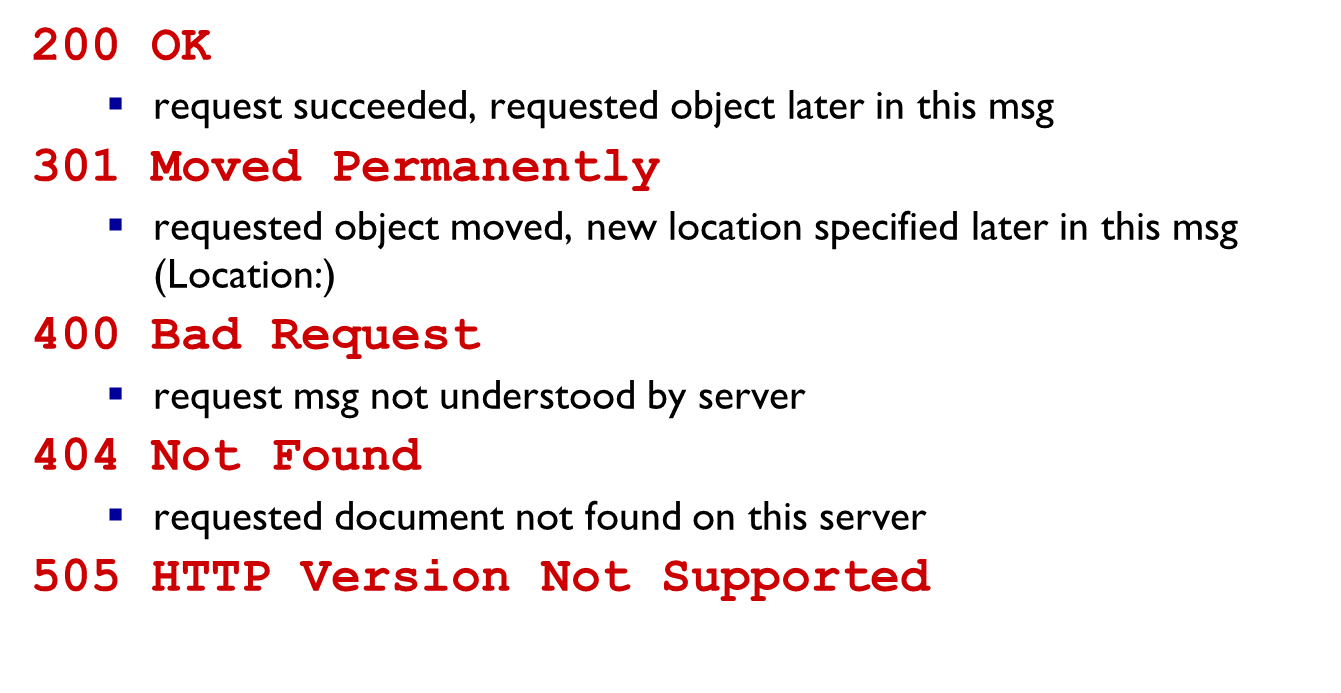 200 OK
▪ request succeeded, requested object later in this msg
301 Moved Permanently
▪ requested object moved, new location specified later in this msg
(Location:)
400 Bad Request
▪ request msg not understood by server
404 Not Found
▪ requested document not found on this server
505 HTTP Version Not Supported